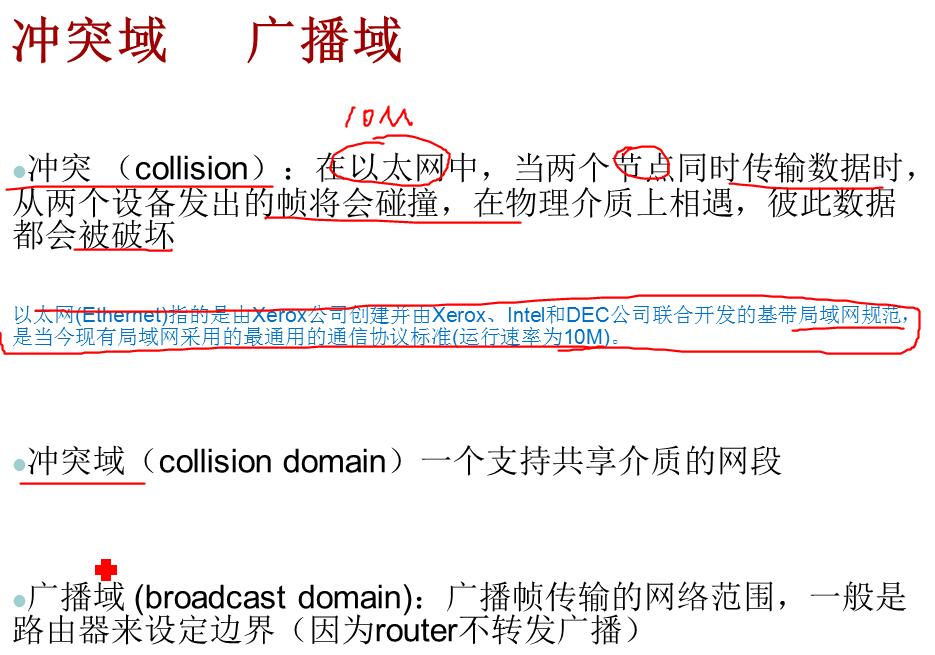 冲突域 广播域
10M
冲突 （collision）：在以太网中，当两个节点同时传输数据时，
从两个设备发出的帧将会碰撞，在物理介质上相遇，彼此数据
都会被破坏
以太网(Ethernet)指的是由Xerox公司创建并由Xerox、Intel和DEC公司联合开发的基带局域网规范，
是当今现有局域网采用的最通用的通信协议标准(运行速率为10M)。
冲突域（collision domain）一个支持共享介质的网段
广播域 (broadcast domain)：广播帧传输的网络范围，一般是
路由器来设定边界（因为router不转发广播）